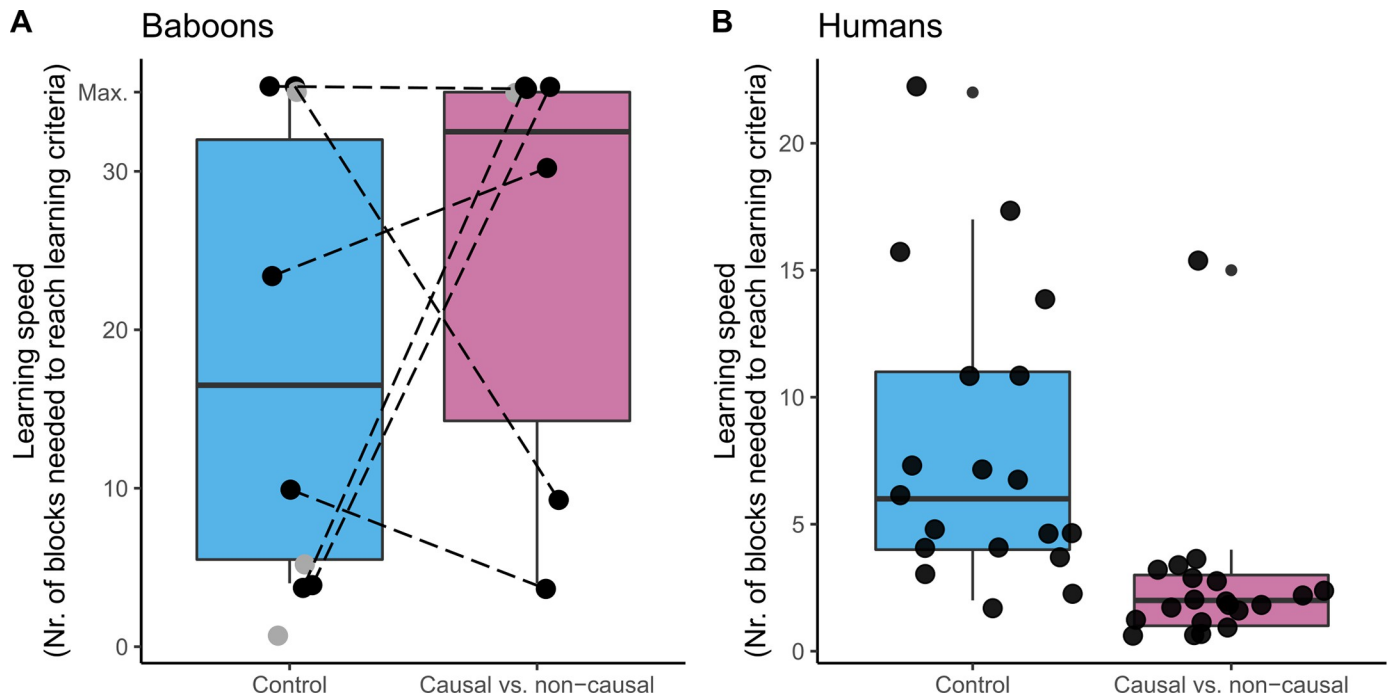 A
Baboons
Learning speed
(Nr. of blocks needed to reach learning criteria)
Max.
30
20
10
0
Control
Causal vs. non−causal
B
Humans
Learning speed
(Nr. of blocks needed to reach learning criteria)
20
15
10
5
0
Control
Causal vs. non−causal